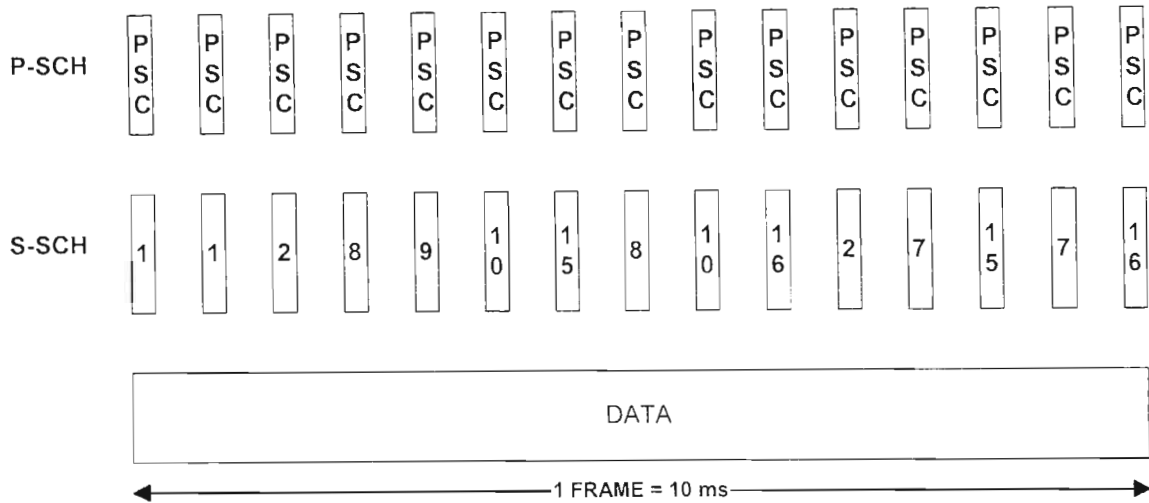 P-SCH PSC PSC PSC PSC PSC PSC PSC PSC PSC PSC PSC PSC PSC PSC PSC
S-SCH 1 1 2 8 9 10 15 8 10 16 2 7 15 7 16
DATA
1 FRAME = 10 ms